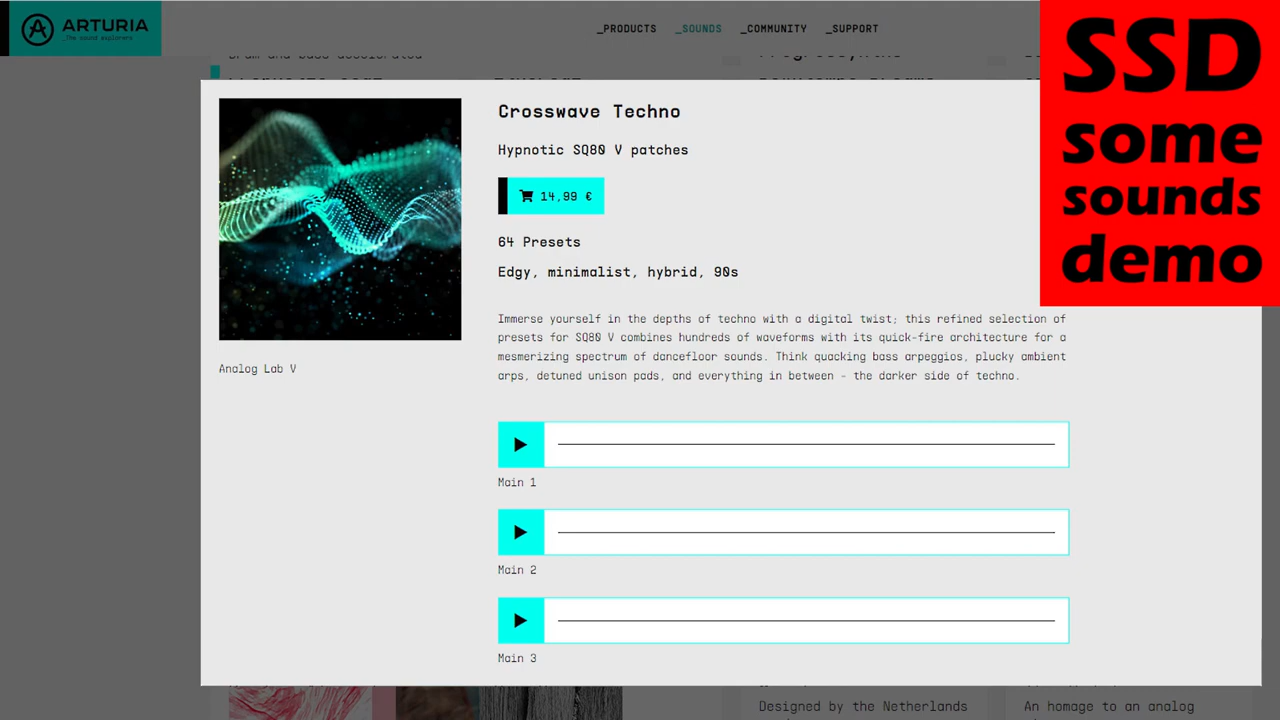 ARTURIA
_The sound explorers
_PRODUCTS
_SOUNDS
_COMMUNITY
_SUPPORT
SSD
some
sounds
demo
Crosswave Techno
Hypnotic SQ80 V patches
14,99 €
64 Presets
Edgy, minimalist, hybrid, 90s
Immerse yourself in the depths of techno with a digital twist; this refined selection of
presets for SQ80 V combines hundreds of waveforms with its quick-fire architecture for a
mesmerizing spectrum of dancefloor sounds. Think quacking bass arpeggios, plucky ambient
arps, detuned unison pads, and everything in between - the darker side of techno.
Analog Lab V
Main 1
Main 2
Main 3
Designed by the Netherlands
An homage to an analog